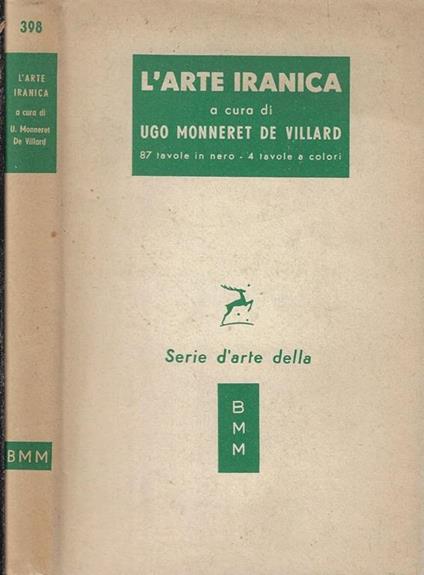 398
L'ARTE
IRANICA
a cura di
U. Monneret
De Villard
BMM
L'ARTE IRANICA
a cura di
UGO MONNERET DE VILLARD
87 tavole in nero - 4 tavole a colori
Serie d'arte della
B
M
M